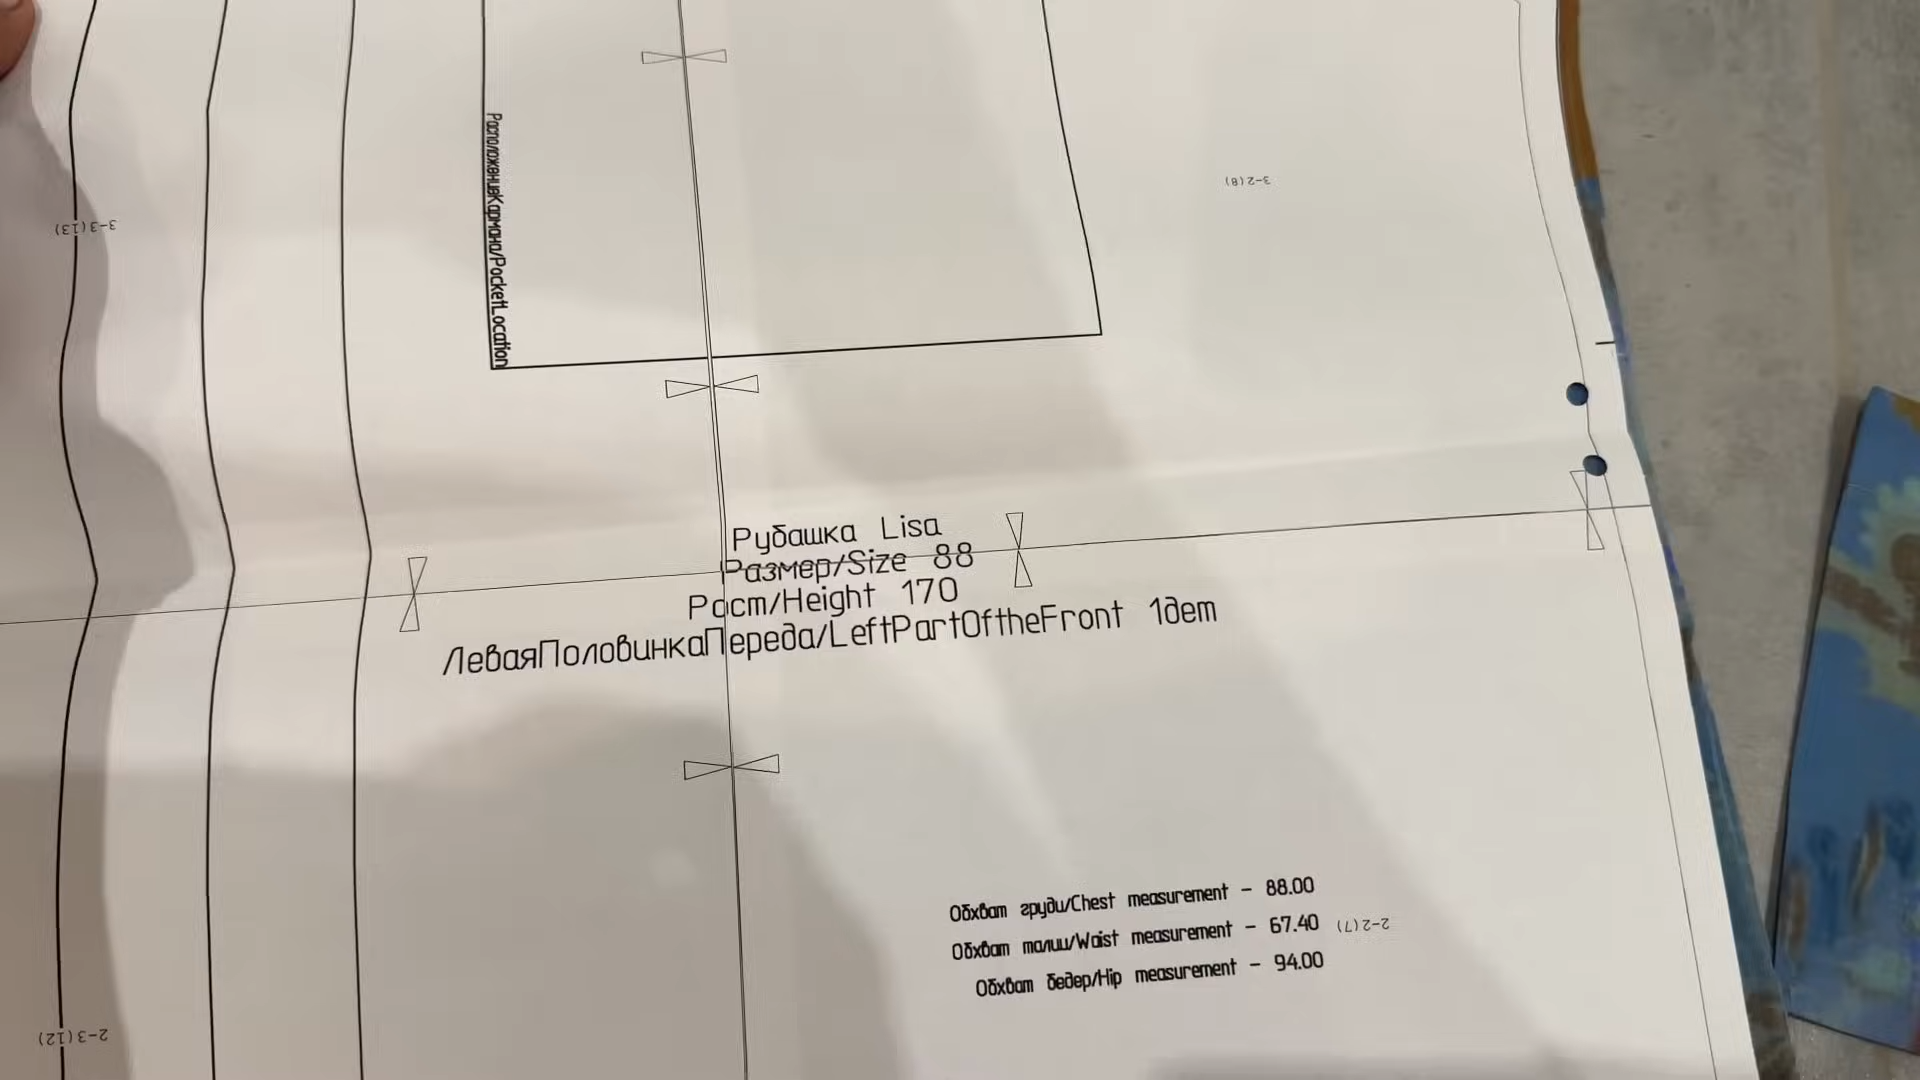 РасположениеКармана/PocketLocation
3-2(8)
3-3(13)
Рубашка Lisa
Размер/Size 88
Рост/Height 170
ЛеваяПоловинкаПереда/LeftPartOftheFront 1дет
Обхват груди/Chest measurement - 88.00
Обхват талии/Waist measurement - 67.40
2-2(7)
Обхват бедер/Hip measurement - 94.00
2-3(12)